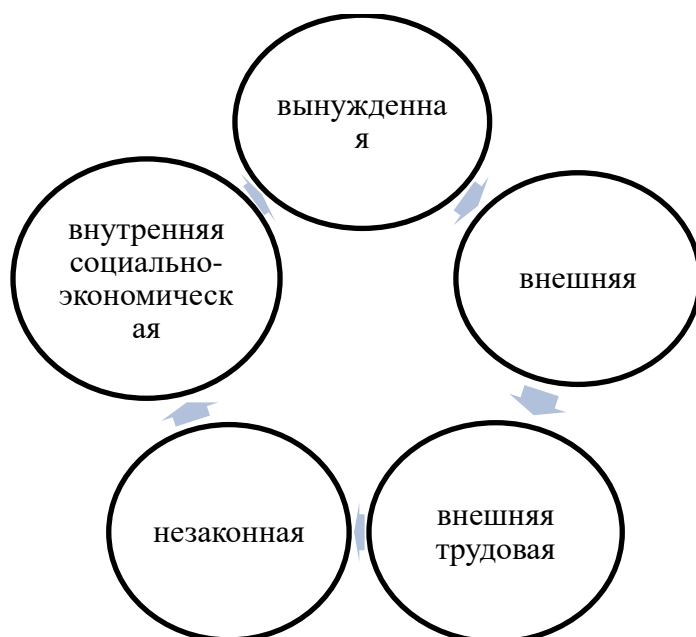 вынужденна
я
внешняя
внешняя
трудовая
незаконная
внутренняя
социально-
экономическ
ая